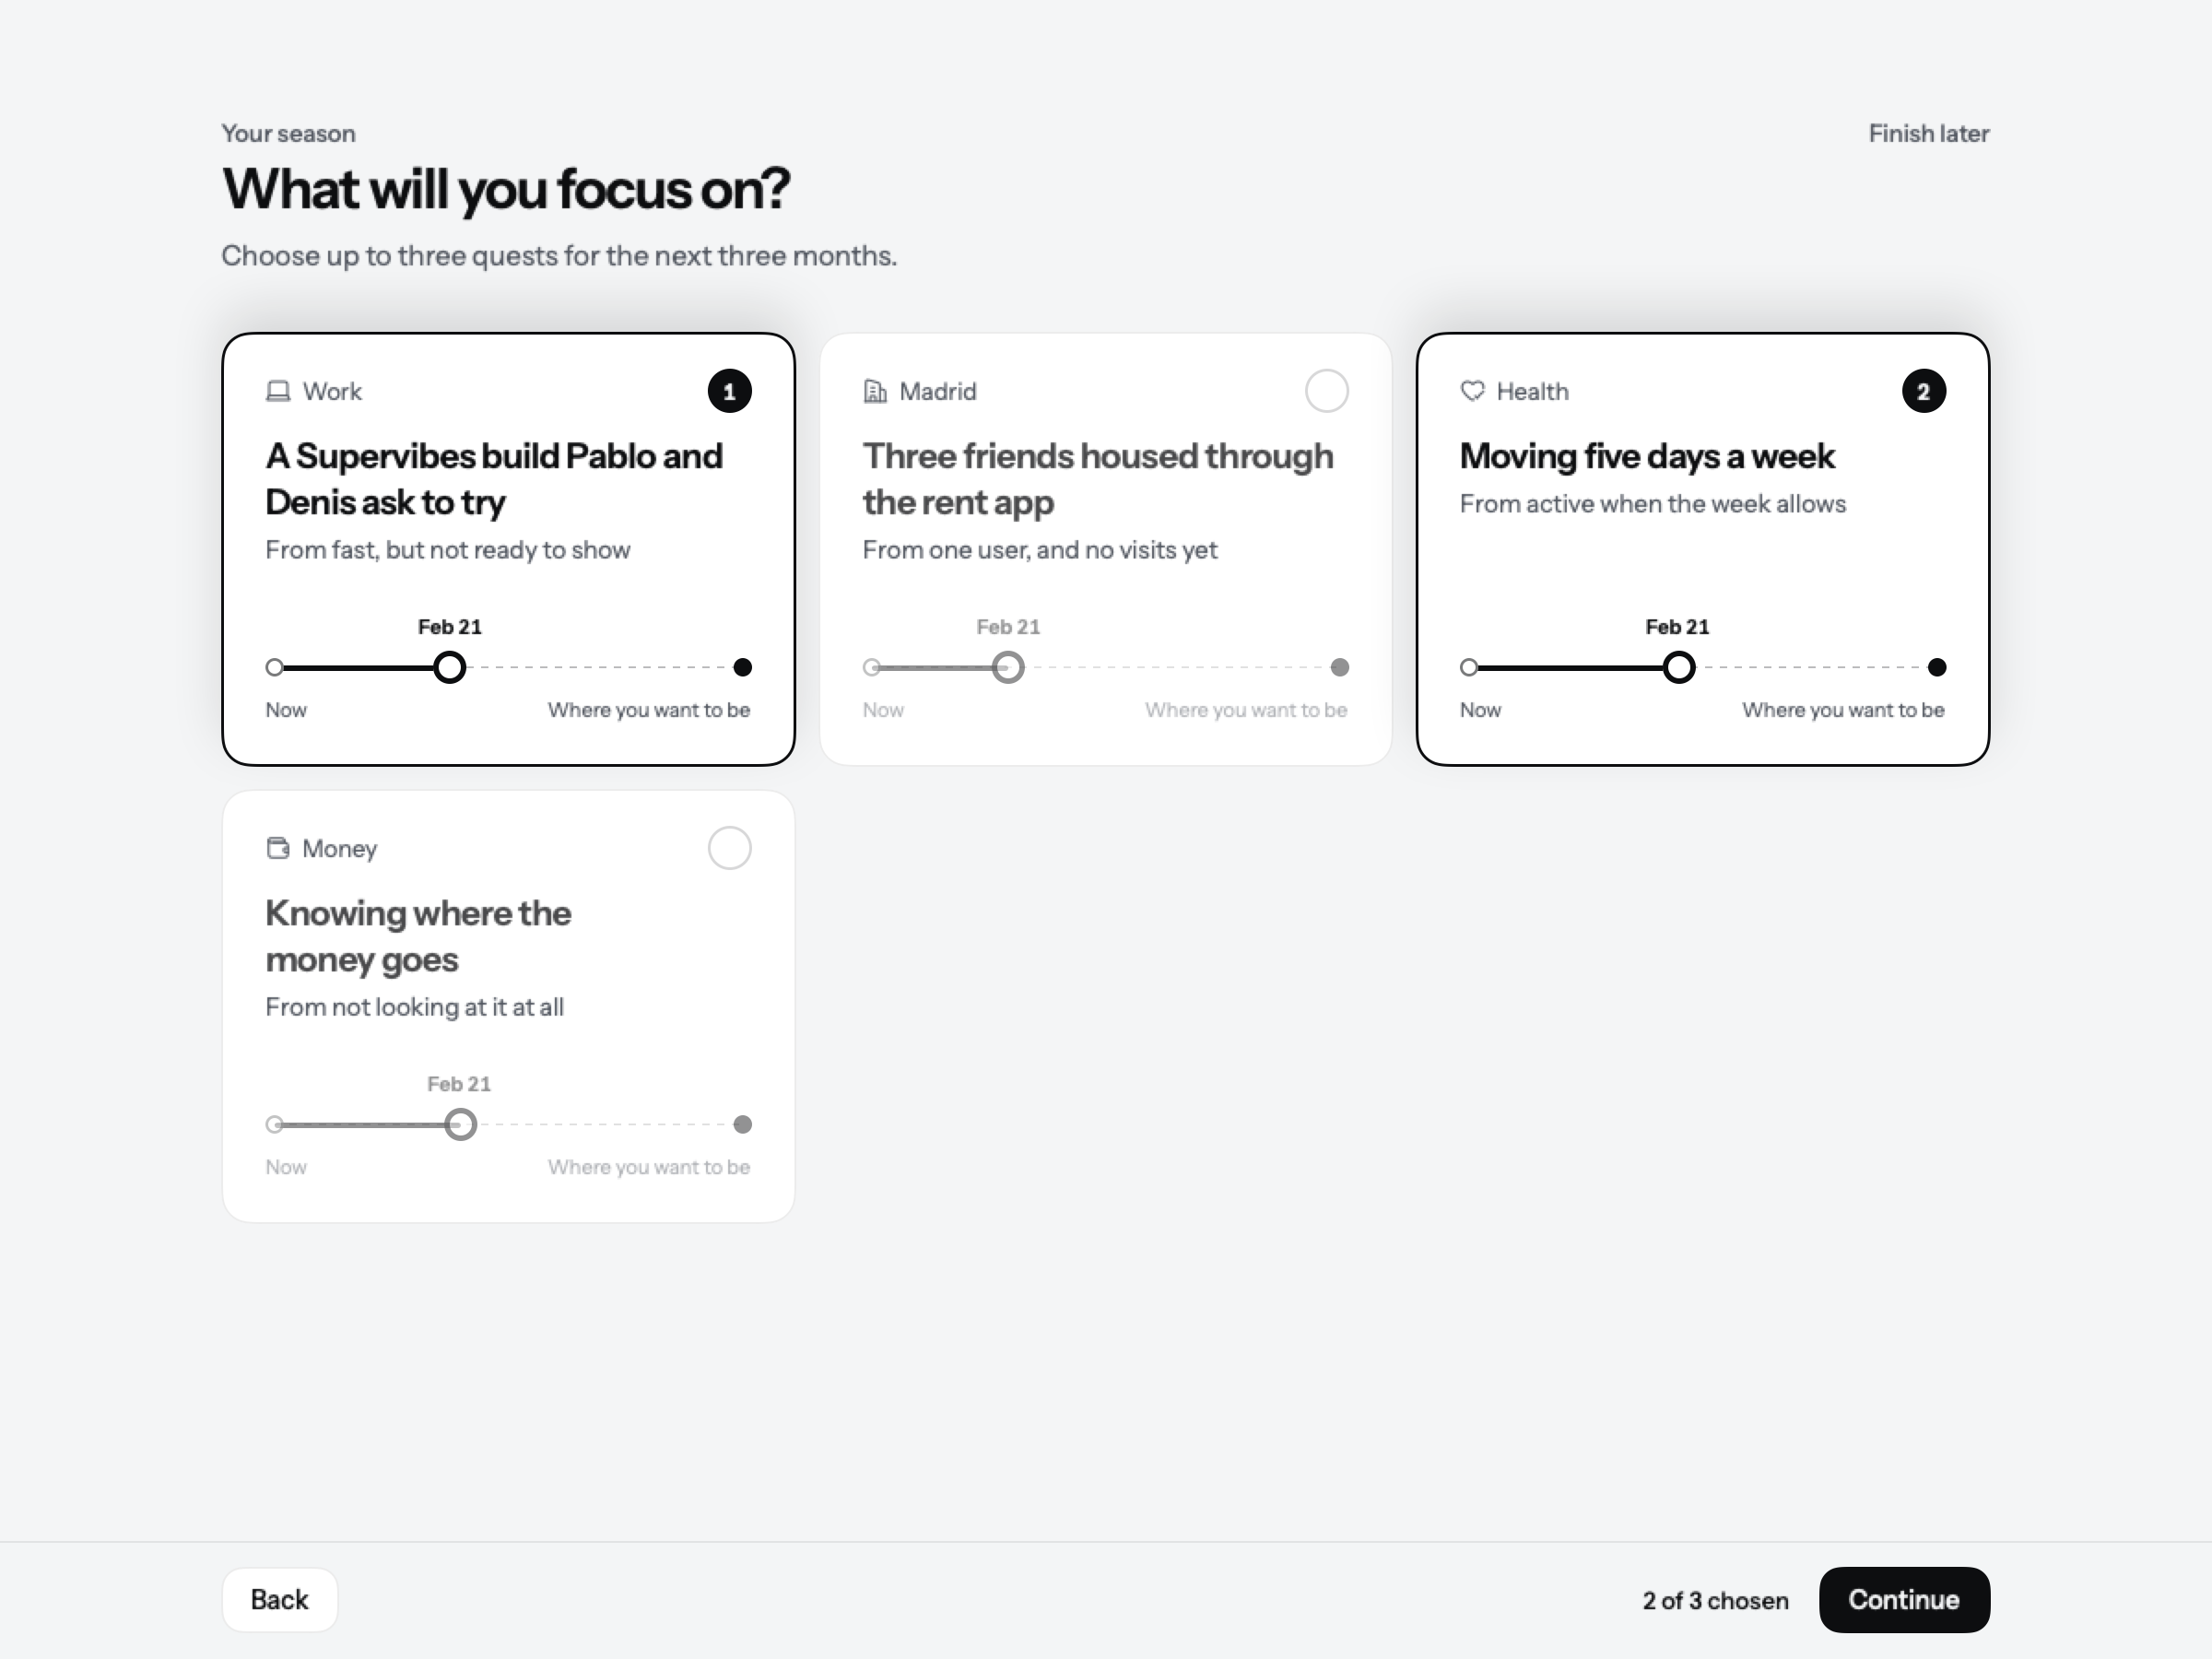 Your season
Finish later
What will you focus on?
Choose up to three quests for the next three months.
Work
1
A Supervibes build Pablo and
Denis ask to try
From fast, but not ready to show
Feb 21
Now
Where you want to be
Madrid
Three friends housed through
the rent app
From one user, and no visits yet
Feb 21
Now
Where you want to be
Health
2
Moving five days a week
From active when the week allows
Feb 21
Now
Where you want to be
Money
Knowing where the
money goes
From not looking at it at all
Feb 21
Now
Where you want to be
Back
2 of 3 chosen
Continue